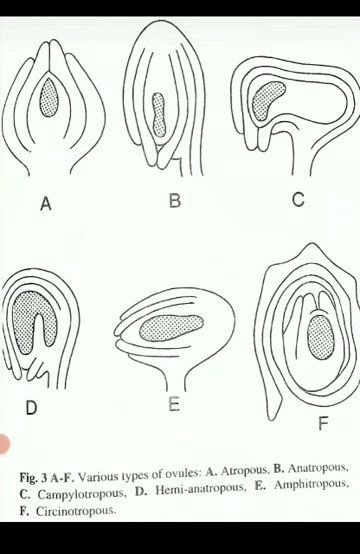 A
B
C
D
E
F
Fig. 3 A-F. Various types of ovules: A. Atropous, B. Anatropous,
C. Campylotropous, D. Hemi-anatropous, E. Amphitropous,
F. Circinotropous.